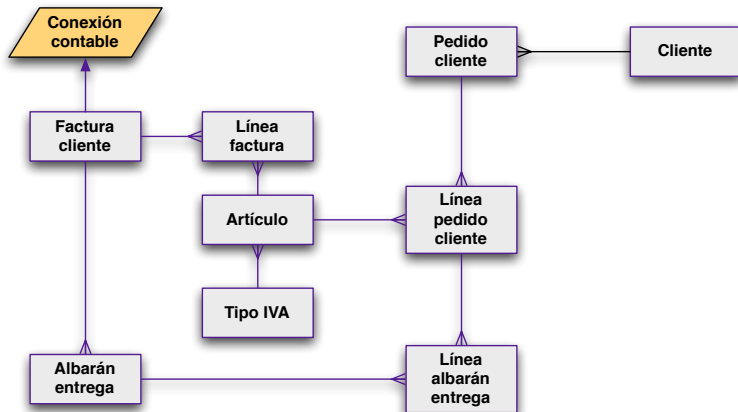 Conexión
contable
Pedido
cliente
Cliente
Factura
cliente
Línea
factura
Artículo
Línea
pedido
cliente
Tipo IVA
Albarán
entrega
Línea
albarán
entrega